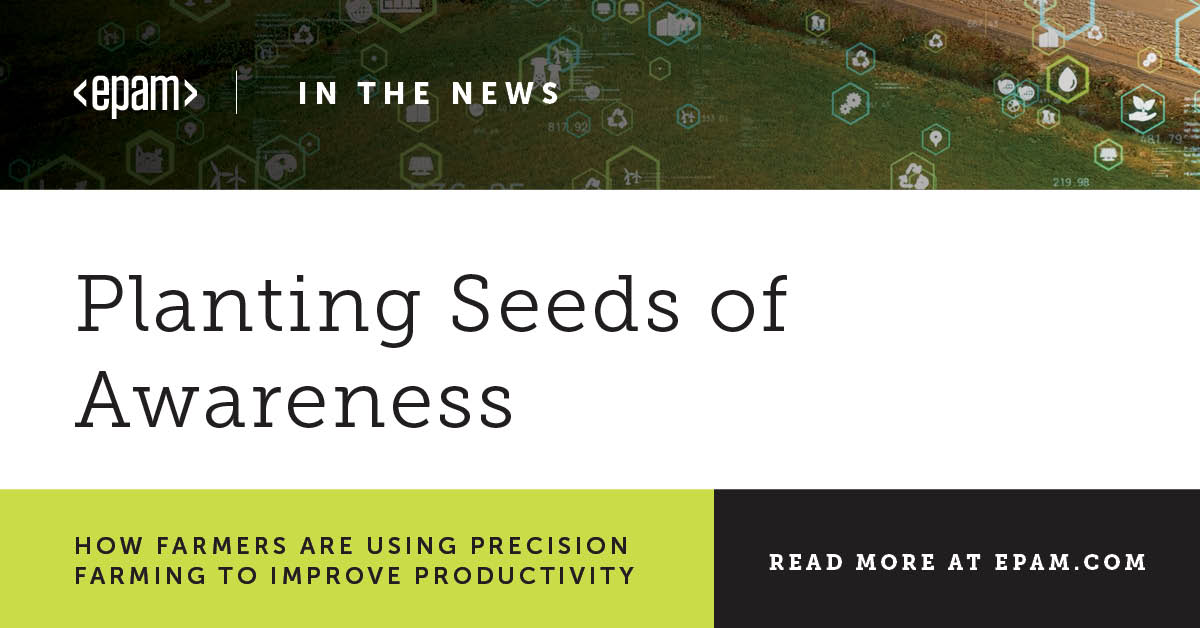 <epam>
IN THE NEWS
817.92
219.98
Planting Seeds of
Awareness
HOW FARMERS ARE USING PRECISION
FARMING TO IMPROVE PRODUCTIVITY
READ MORE AT EPAM.COM